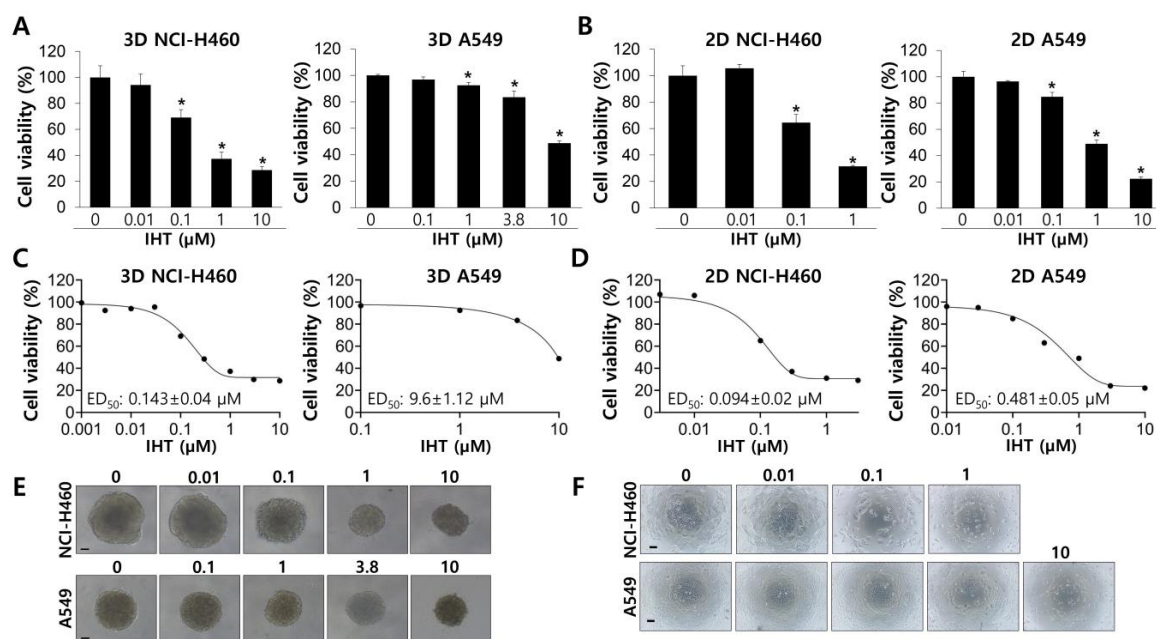 A
3D NCI-H460
Cell viability (%)
120
100
80
60
40
20
0
*
*
*
0 0.01 0.1 1 10
IHT (μM)
3D A549
Cell viability (%)
120
100
80
60
40
20
0
*
*
*
0 0.1 1 3.8 10
IHT (μM)
B
2D NCI-H460
Cell viability (%)
120
100
80
60
40
20
0
*
*
0 0.01 0.1 1
IHT (μM)
2D A549
Cell viability (%)
120
100
80
60
40
20
0
*
*
*
0 0.01 0.1 1 10
IHT (μM)
C
3D NCI-H460
Cell viability (%)
120
100
80
60
40
20
0
ED50: 0.143±0.04 μM
0.001 0.01 0.1 1 10
IHT (μM)
3D A549
Cell viability (%)
120
100
80
60
40
20
0
ED50: 9.6±1.12 μM
0.1 1 10
IHT (μM)
D
2D NCI-H460
Cell viability (%)
120
100
80
60
40
20
0
ED50: 0.094±0.02 μM
0.01 0.1 1
IHT (μM)
2D A549
Cell viability (%)
120
100
80
60
40
20
0
ED50: 0.481±0.05 μM
0.01 0.1 1 10
IHT (μM)
E
0 0.01 0.1 1 10
NCI-H460
0 0.1 1 3.8 10
A549
F
0 0.01 0.1 1
NCI-H460
10
A549